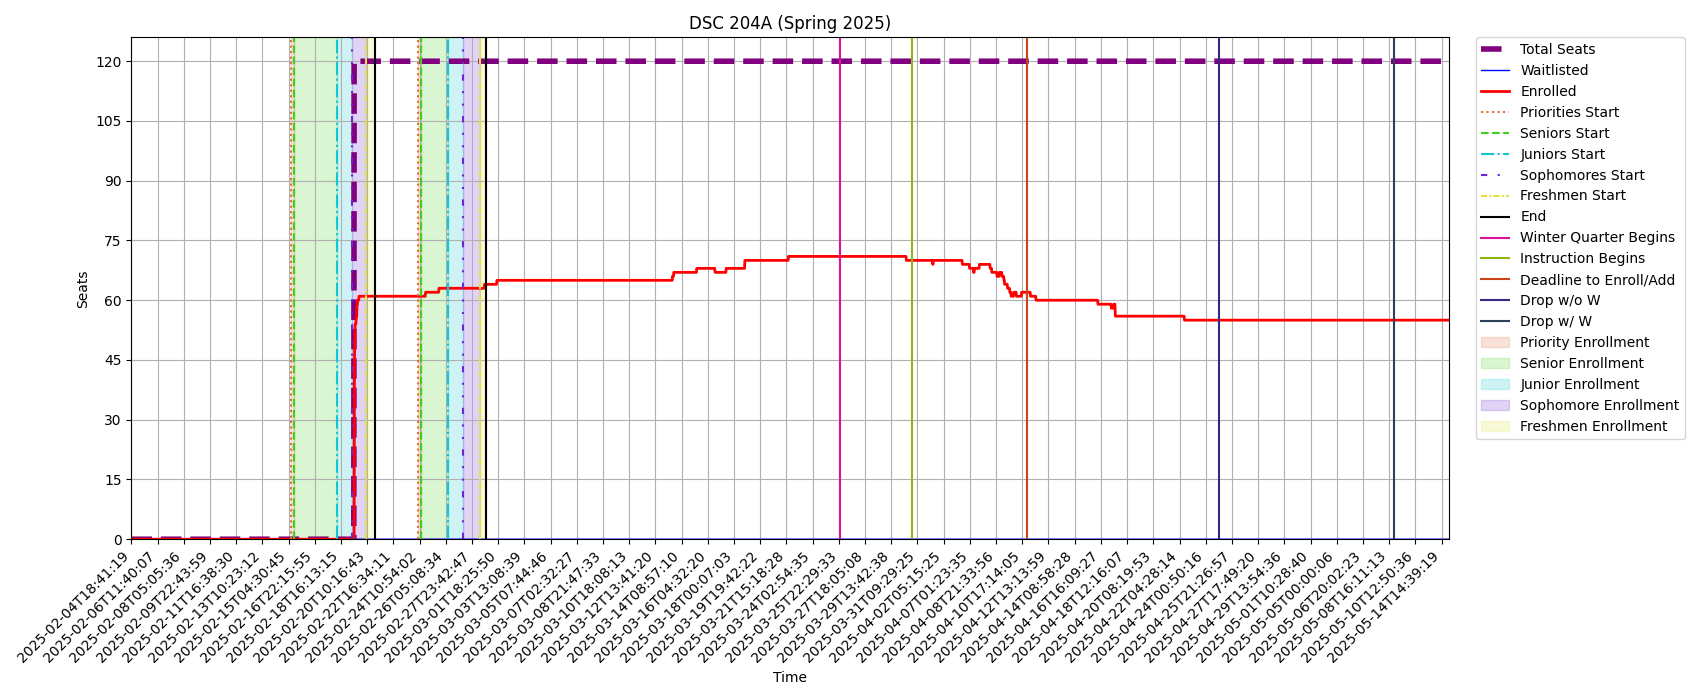 DSC 204A (Spring 2025)
Seats
120
105
90
75
60
45
30
15
0
2025-02-04T18:41:19
2025-02-06T11:40:07
2025-02-08T05:05:36
2025-02-09T22:43:59
2025-02-11T16:38:30
2025-02-13T10:23:12
2025-02-15T04:30:45
2025-02-16T22:15:53
2025-02-18T16:13:15
2025-02-20T10:16:43
2025-02-22T16:34:11
2025-02-24T10:54:02
2025-02-26T05:08:34
2025-02-27T23:42:47
2025-03-01T18:25:50
2025-03-03T13:08:39
2025-03-05T07:44:46
2025-03-07T02:32:27
2025-03-08T21:47:33
2025-03-10T18:08:13
2025-03-12T13:41:20
2025-03-14T08:57:10
2025-03-16T04:32:20
2025-03-18T00:07:03
2025-03-19T19:42:22
2025-03-21T15:18:28
2025-03-24T02:54:35
2025-03-25T22:29:33
2025-03-27T18:05:08
2025-03-29T13:42:38
2025-03-31T09:29:25
2025-04-02T05:15:25
2025-04-07T01:23:35
2025-04-08T21:33:56
2025-04-10T17:14:05
2025-04-12T13:13:59
2025-04-14T08:58:28
2025-04-16T16:09:27
2025-04-18T12:16:07
2025-04-20T08:19:53
2025-04-22T04:28:14
2025-04-24T00:50:16
2025-04-25T21:26:57
2025-04-27T17:49:20
2025-04-29T13:54:36
2025-05-01T10:28:40
2025-05-05T00:00:06
2025-05-06T20:02:23
2025-05-08T16:11:13
2025-05-10T12:50:36
2025-05-14T14:39:19
Time
Total Seats
Waitlisted
Enrolled
Priorities Start
Seniors Start
Juniors Start
Sophomores Start
Freshmen Start
End
Winter Quarter Begins
Instruction Begins
Deadline to Enroll/Add
Drop w/o W
Drop w/ W
Priority Enrollment
Senior Enrollment
Junior Enrollment
Sophomore Enrollment
Freshmen Enrollment